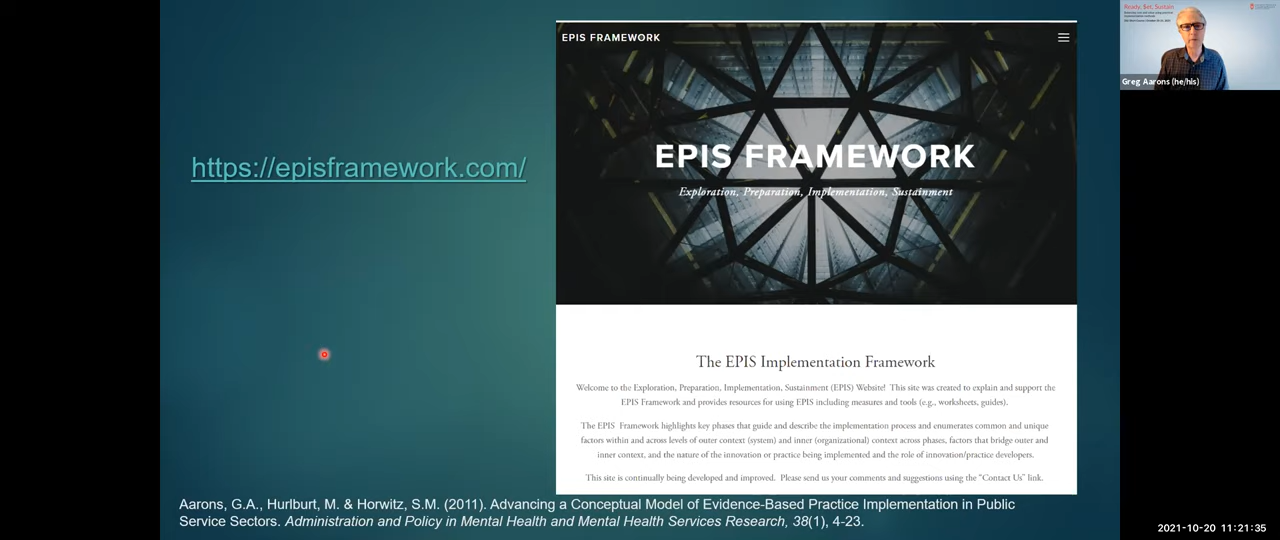 https://episframework.com/
EPIS FRAMEWORK
EPIS FRAMEWORK
Exploration, Preparation, Implementation, Sustainment
The EPIS Implementation Framework
Welcome to the Exploration, Preparation, Implementation, Sustainment (EPIS) Website! This site was created to explain and support the
EPIS Framework and provides resources for using EPIS including measures and tools (e.g., worksheets, guides).
The EPIS Framework highlights key phases that guide and describe the implementation process and enumerates common and unique
factors within and across levels of outer context (system) and inner (organizational) context across phases, factors that bridge outer and
inner context, and the nature of the innovation or practice being implemented and the role of innovation/practice developers.
This site is continually being developed and improved. Please send us your comments and suggestions using the “Contact Us” link.
Aarons, G.A., Hurlburt, M. & Horwitz, S.M. (2011). Advancing a Conceptual Model of Evidence-Based Practice Implementation in Public
Service Sectors. Administration and Policy in Mental Health and Mental Health Services Research, 38(1), 4-23.
Ready, Set, Sustain
Greg Aarons (he/his)
2021-10-20 11:21:35